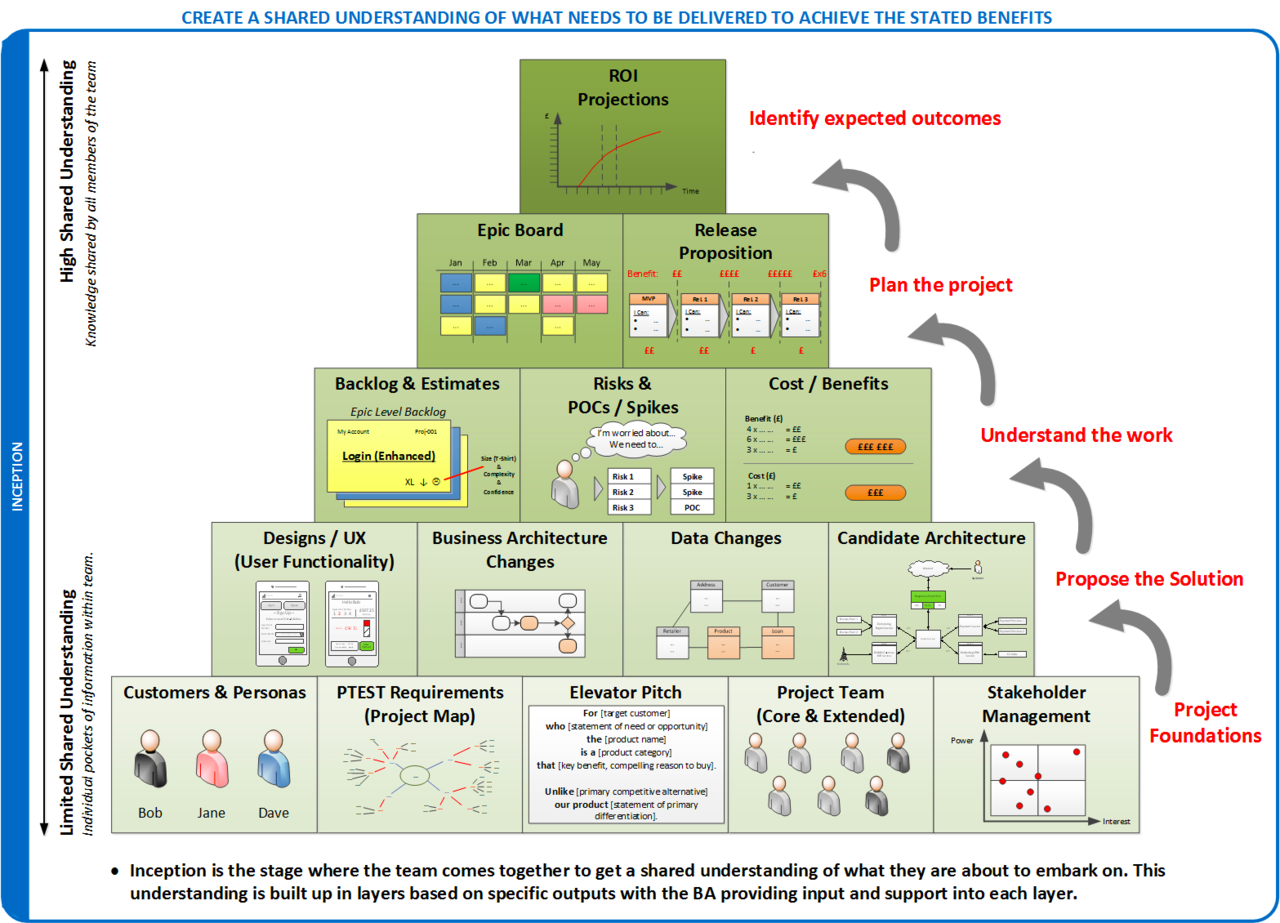 CREATE A SHARED UNDERSTANDING OF WHAT NEEDS TO BE DELIVERED TO ACHIEVE THE STATED BENEFITS
INCEPTION
High Shared Understanding
Knowledge shared by all members of the team
Limited Shared Understanding
Individual pockets of information within team.
ROI
Projections
£
Time
Identify expected outcomes
Epic Board
Jan Feb Mar Apr May
... ... ... ... ...
... ... ... ... ...
... ... ...
Release
Proposition
Benefit: ££ ££££ £££££ £x6
MVP Rel 1 Rel 2 Rel 3
I Can: I Can: I Can: I Can:
• ... • ... • ... • ...
• ... • ... • ... • ...
££ ££ £ £
Plan the project
Backlog & Estimates
Epic Level Backlog
My Account Proj-001
Login (Enhanced)
XL ↓ ☹
Size (T-Shirt)
&
Complexity
&
Confidence
Risks &
POCs / Spikes
I'm worried about...
We need to...
Risk 1 Spike
Risk 2 Spike
Risk 3 POC
Cost / Benefits
Benefit (£)
4 x ... ... = ££
6 x ... ... = £££
3 x ... ... = £
£££ £££
Cost (£)
1 x ... ... = ££
3 x ... ... = £
£££
Understand the work
Designs / UX
(User Functionality)
Business Architecture
Changes
Data Changes
Address Customer
Retailer Product Loan
Candidate Architecture
Propose the Solution
Customers & Personas
Bob Jane Dave
PTEST Requirements
(Project Map)
...
Elevator Pitch
For [target customer]
who [statement of need or opportunity]
the [product name]
is a [product category]
that [key benefit, compelling reason to buy].
Unlike [primary competitive alternative]
our product [statement of primary
differentiation].
Project Team
(Core & Extended)
Stakeholder
Management
Power
Interest
Project
Foundations
• Inception is the stage where the team comes together to get a shared understanding of what they are about to embark on. This
understanding is built up in layers based on specific outputs with the BA providing input and support into each layer.